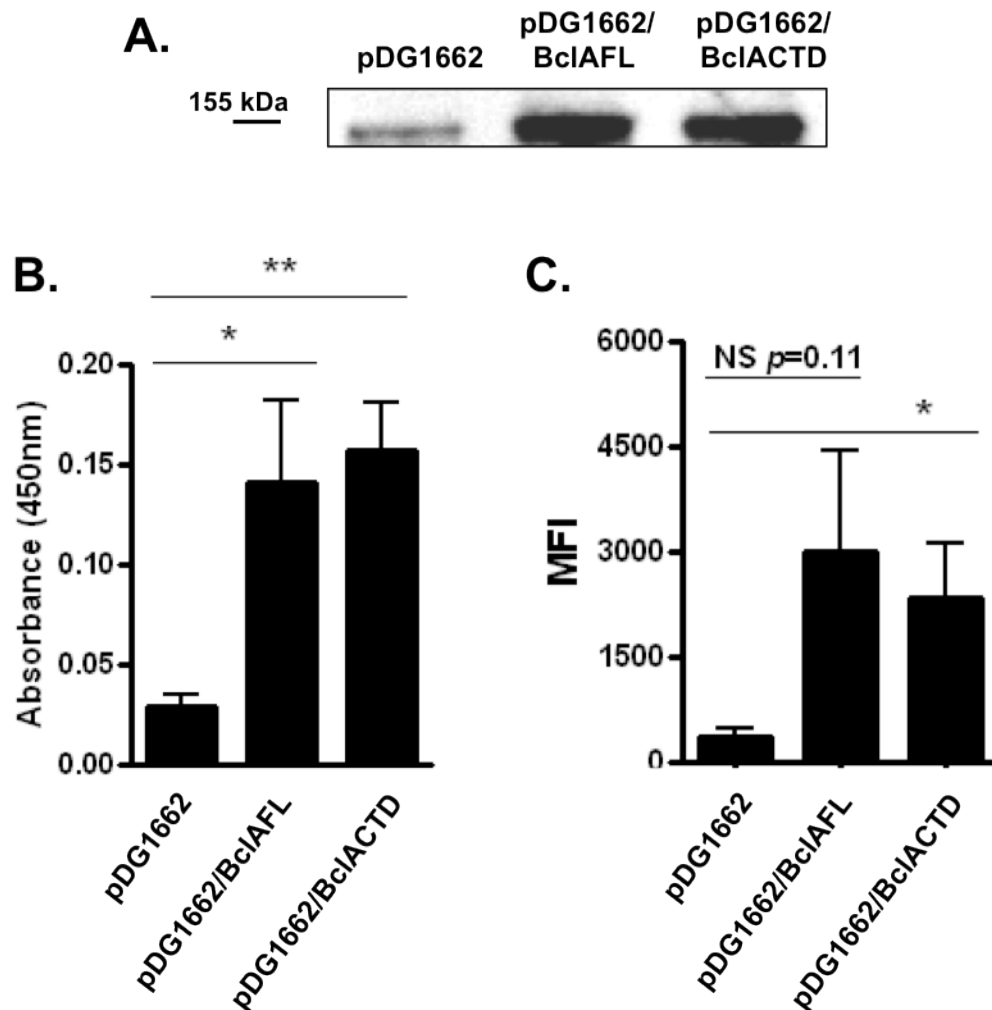 A.
pDG1662
pDG1662/
BclAFL
pDG1662/
BclACTD
155 kDa
B.
**
*
0.20
0.15
0.10
0.05
0.00
Absorbance (450nm)
pDG1662
pDG1662/BclAFL
pDG1662/BclACTD
C.
6000
4500
3000
1500
0
MFI
NS p=0.11
*
pDG1662
pDG1662/BclAFL
pDG1662/BclACTD